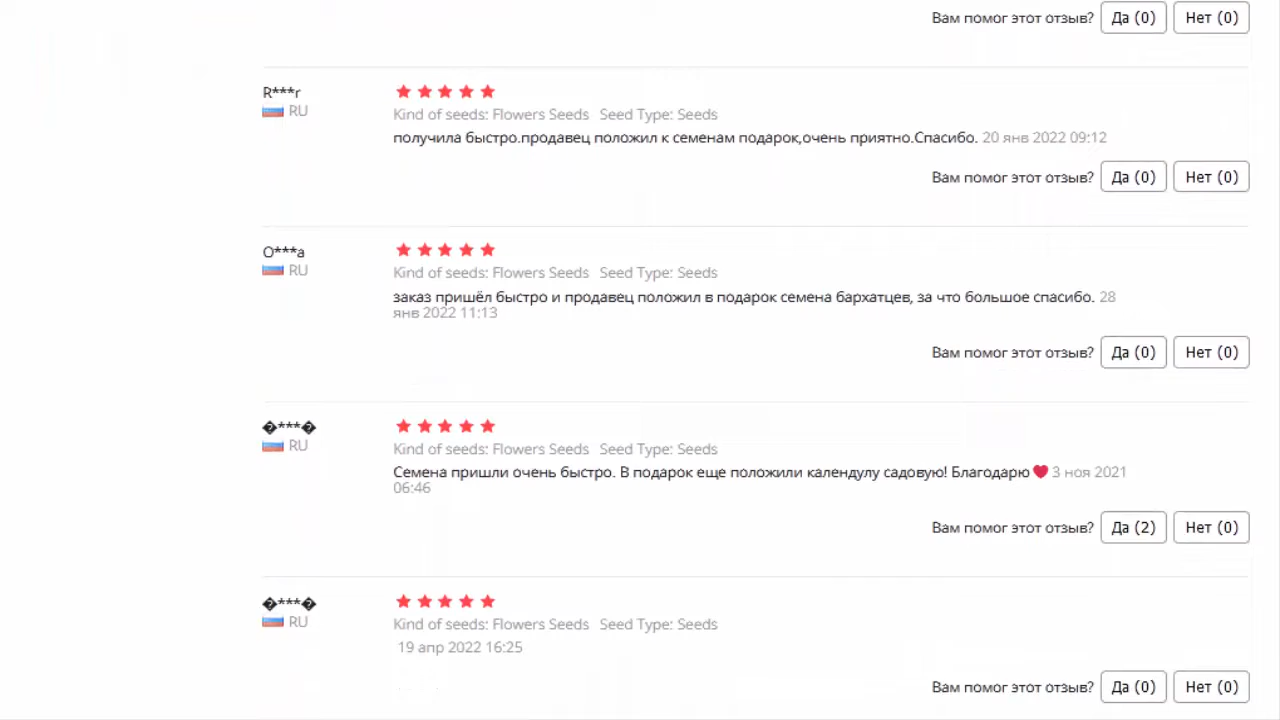 Вам помог этот отзыв? Да (0) Нет (0)
R***r
RU
Kind of seeds: Flowers Seeds Seed Type: Seeds
получила быстро.продавец положил к семенам подарок,очень приятно.Спасибо. 20 янв 2022 09:12
Вам помог этот отзыв? Да (0) Нет (0)
O***a
RU
Kind of seeds: Flowers Seeds Seed Type: Seeds
заказ пришёл быстро и продавец положил в подарок семена бархатцев, за что большое спасибо. 28
янв 2022 11:13
Вам помог этот отзыв? Да (0) Нет (0)
�***�
RU
Kind of seeds: Flowers Seeds Seed Type: Seeds
Семена пришли очень быстро. В подарок еще положили календулу садовую! Благодарю ❤ 3 ноя 2021
06:46
Вам помог этот отзыв? Да (2) Нет (0)
�***�
RU
Kind of seeds: Flowers Seeds Seed Type: Seeds
19 апр 2022 16:25
Вам помог этот отзыв? Да (0) Нет (0)